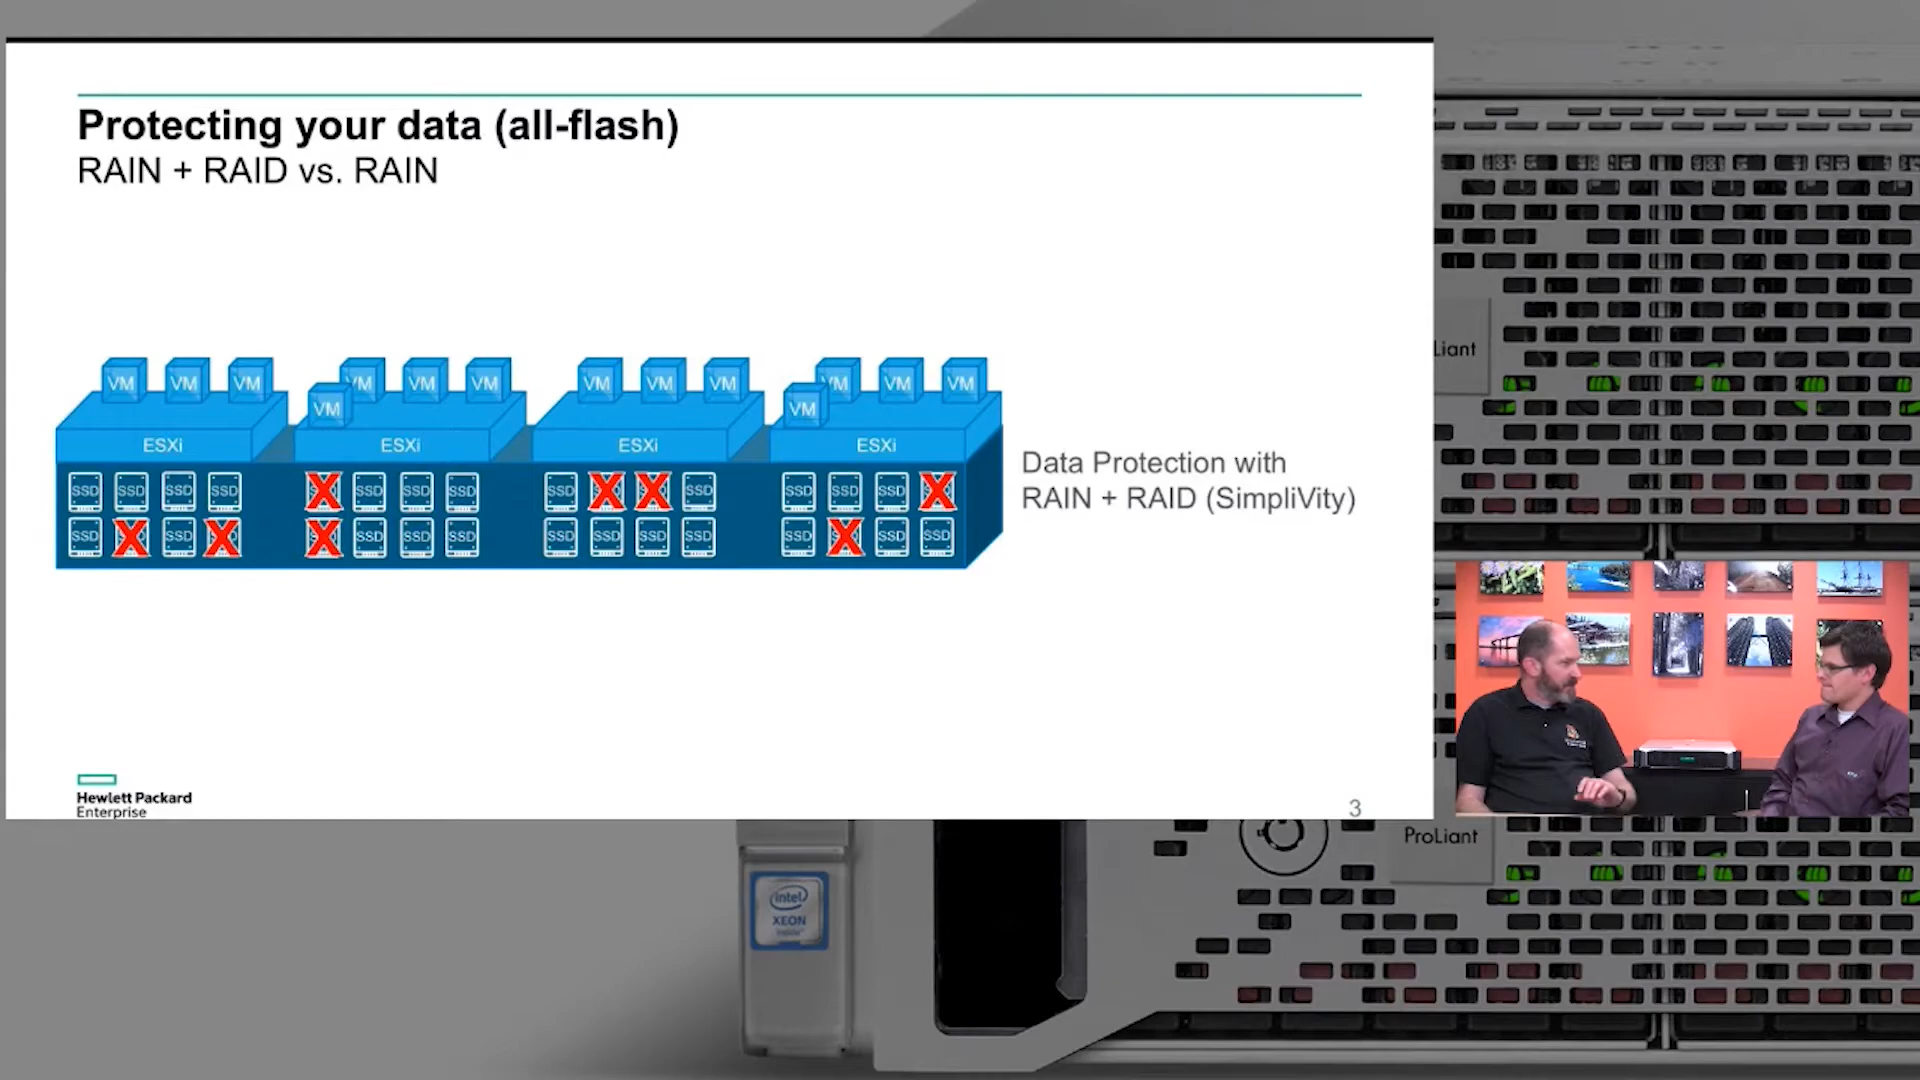 Protecting your data (all-flash)
RAIN + RAID vs. RAIN
VM VM VM VM VM VM VM VM VM VM VM VM
VM VM
ESXi ESXi ESXi ESXi
SSD SSD SSD SSD X SSD SSD SSD SSD X X SSD SSD SSD SSD X
SSD X SSD X X SSD SSD SSD SSD SSD SSD SSD SSD X SSD SSD
Data Protection with
RAIN + RAID (SimpliVity)
Hewlett Packard
Enterprise
3
Liant
ProLiant
intel
XEON